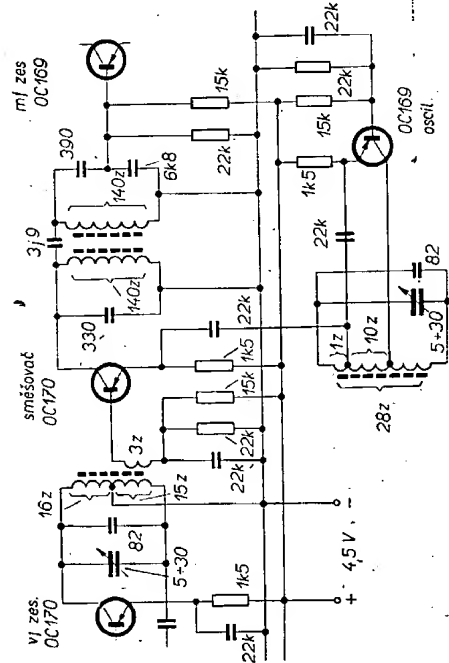 vf zes.
OC170
směšovač
OC170
mf zes
OC169
OC169
oscil.
16z
15z
3z
82
5÷30
1k5
22k
22k
22k
15k
1k5
22k
330
140z
3j9
140z
390
6k8
22k
15k
22k
1k5
15k
22k
22k
1z
10z
28z
82
5÷30
+ 4,5 V -